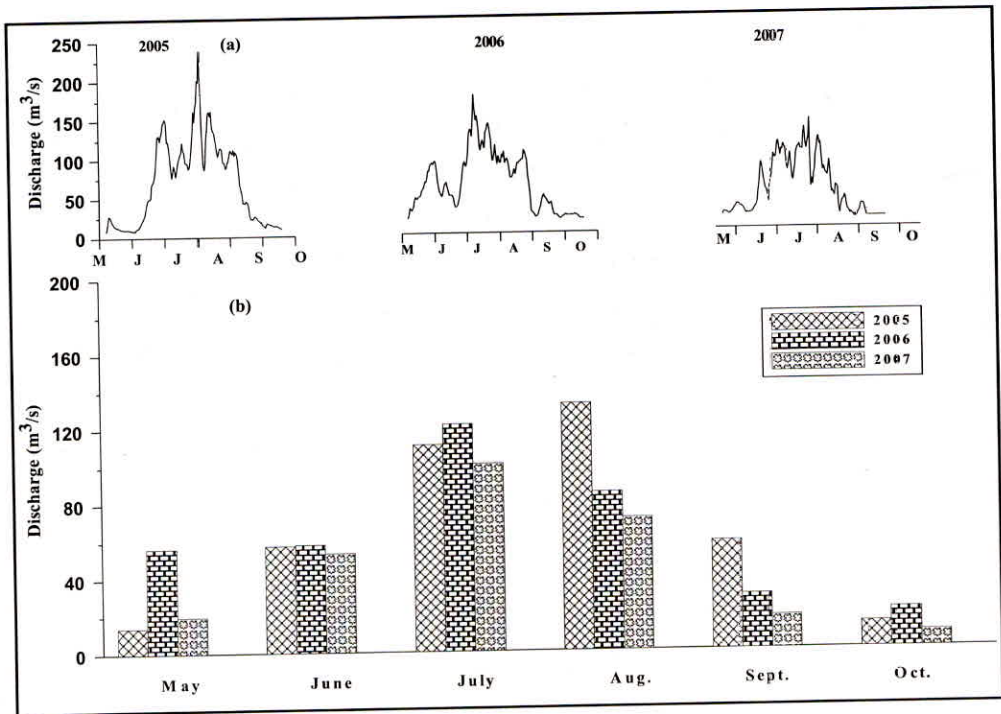 2005
(a)
2006
2007
Discharge (m³/s)
250
200
150
100
50
0
M J J A S O
M J J A S O
M J J A S O
(b)
Discharge (m³/s)
200
160
120
80
40
0
2005
2006
2007
May June July Aug. Sept. Oct.